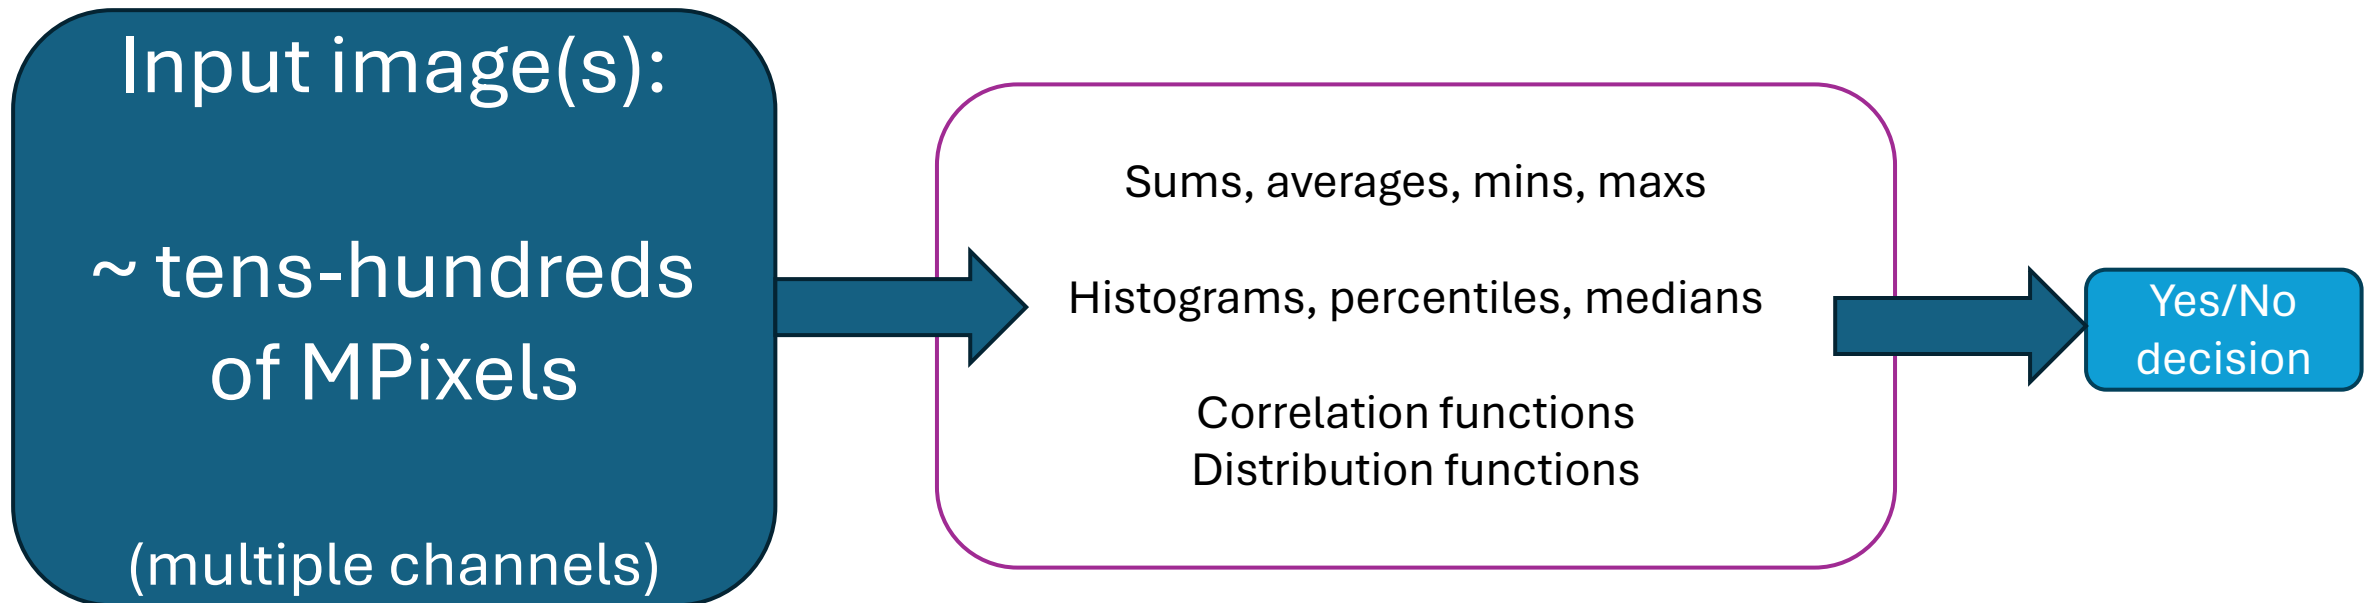 Input image(s):
~ tens-hundreds
of MPixels
(multiple channels)
Sums, averages, mins, maxs
Histograms, percentiles, medians
Correlation functions
Distribution functions
Yes/No
decision